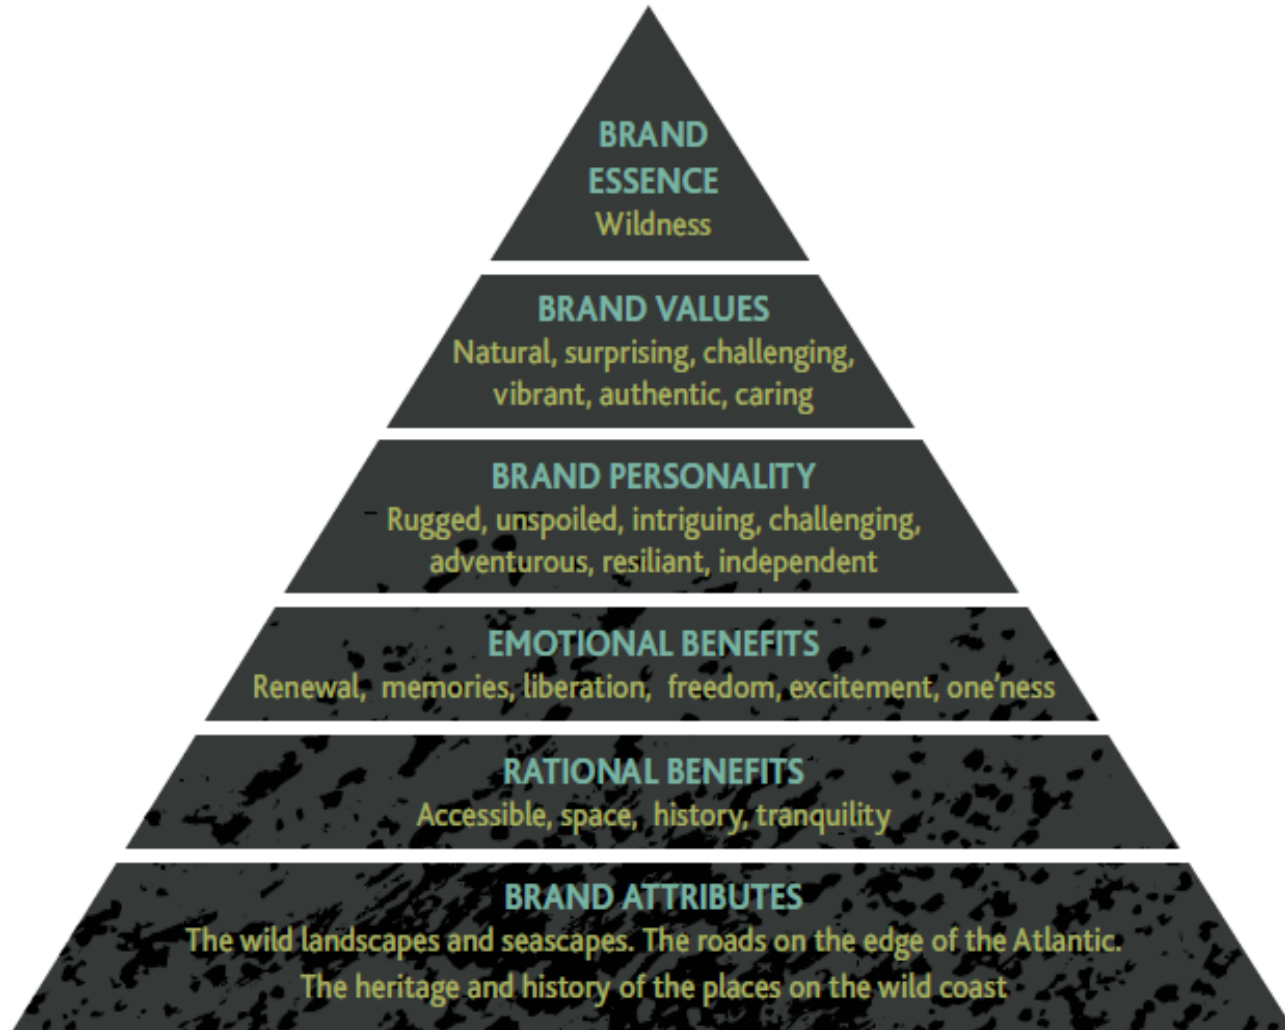 BRAND
ESSENCE
Wildness
BRAND VALUES
Natural, surprising, challenging,
vibrant, authentic, caring
BRAND PERSONALITY
Rugged, unspoiled, intriguing, challenging,
adventurous, resiliant, independent
EMOTIONAL BENEFITS
Renewal, memories, liberation, freedom, excitement, one'ness
RATIONAL BENEFITS
Accessible, space, history, tranquility
BRAND ATTRIBUTES
The wild landscapes and seascapes. The roads on the edge of the Atlantic.
The heritage and history of the places on the wild coast